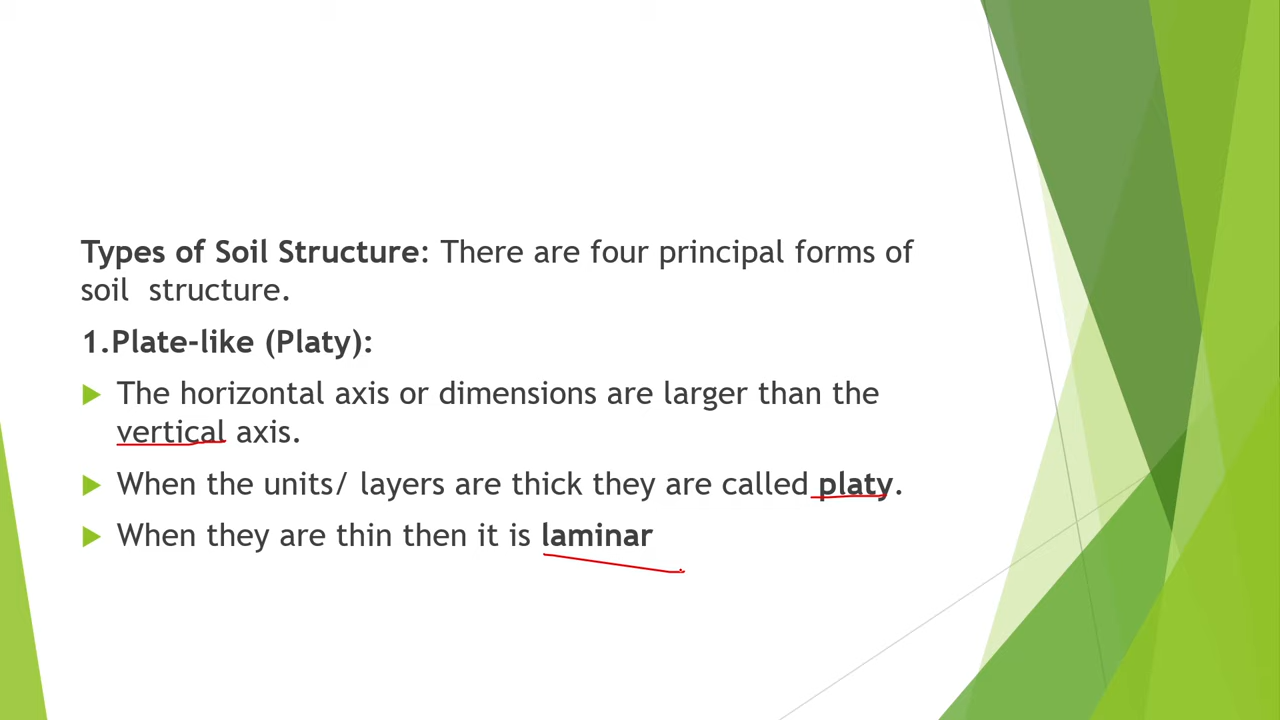 Types of Soil Structure: There are four principal forms of
soil  structure.
1.Plate-like (Platy):
The horizontal axis or dimensions are larger than the
vertical axis.
When the units/ layers are thick they are called platy.
When they are thin then it is laminar